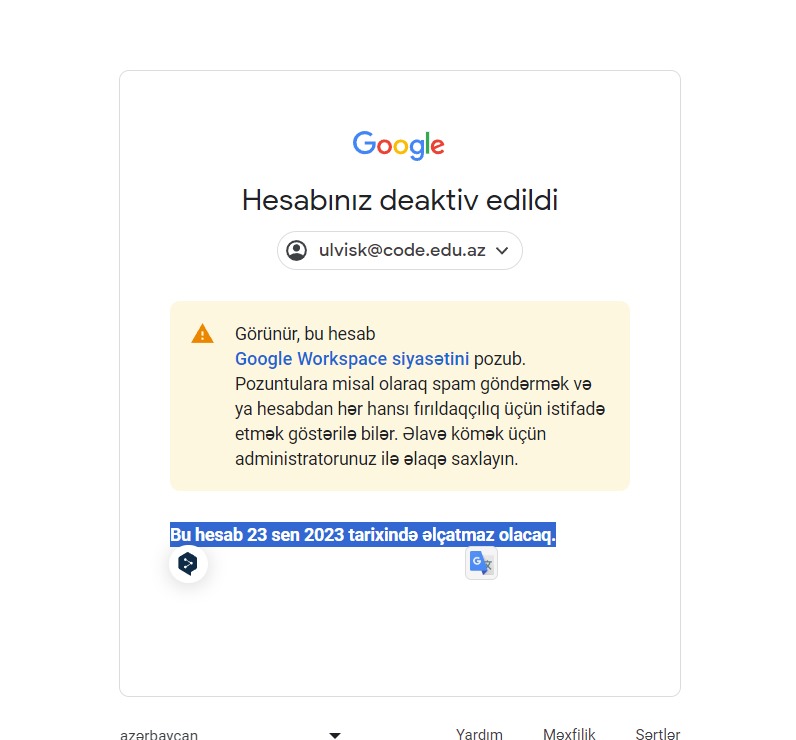 Google
Hesabınız deaktiv edildi
ulvisk@code.edu.az
Görünür, bu hesab
Google Workspace siyasətini pozub.
Pozuntulara misal olaraq spam göndərmək və
ya hesabdan hər hansı fırıldaqçılıq üçün istifadə
etmək göstərilə bilər. Əlavə kömək üçün
administratorunuz ilə əlaqə saxlayın.
Bu hesab 23 sen 2023 tarixində əlçatmaz olacaq.
azərbaycan Yardım Məxfilik Şərtlər